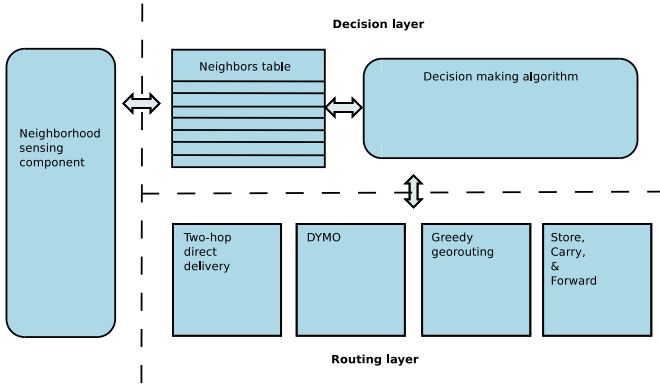 Decision layer
Neighbors table
Decision making algorithm
Neighborhood
sensing
component
Two-hop
direct
delivery
DYMO
Greedy
georouting
Store,
Carry,
&
Forward
Routing layer